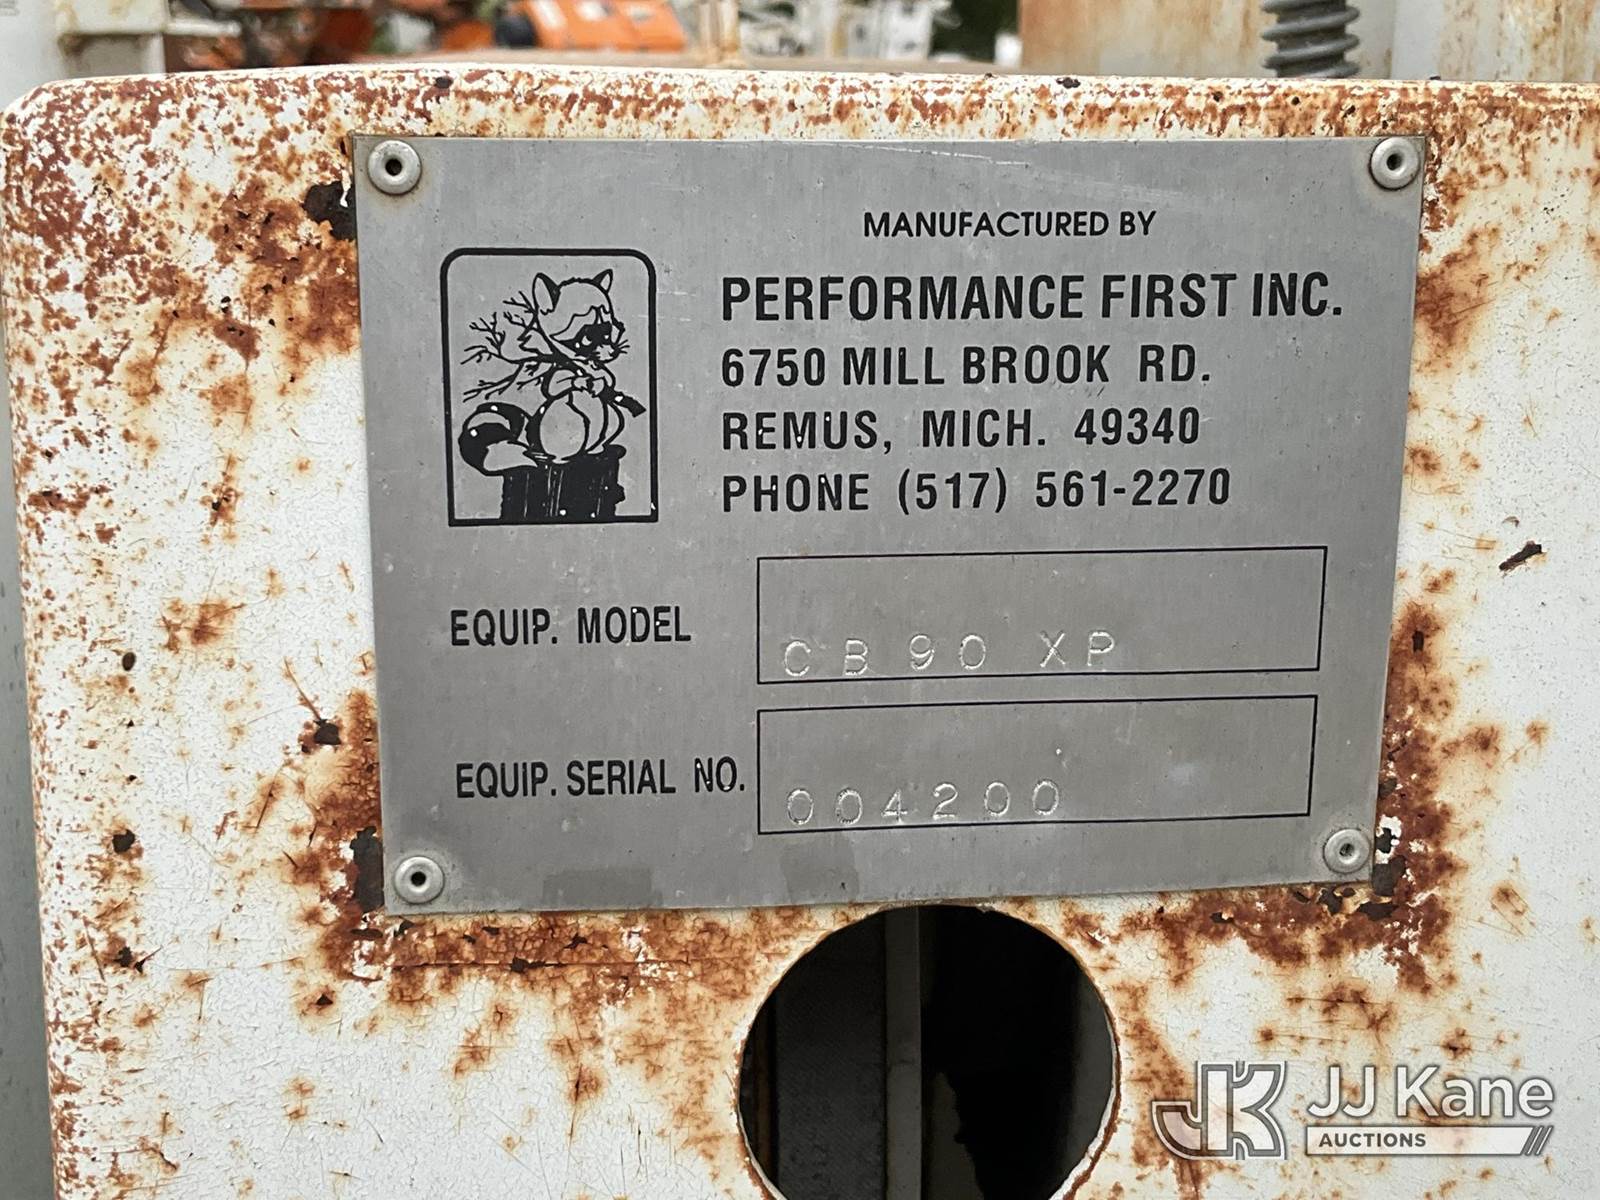 MANUFACTURED BY
PERFORMANCE FIRST INC.
6750 MILL BROOK RD.
REMUS, MICH. 49340
PHONE (517) 561-2270
EQUIP. MODEL
CB 90 XP
EQUIP. SERIAL NO.
004200
JK JJ Kane
AUCTIONS